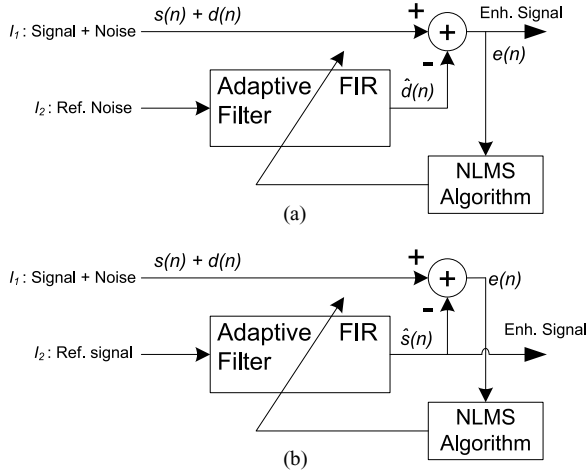 s(n) + d(n)
Enh. Signal
I₁ : Signal + Noise
+
+
-
e(n)
Adaptive FIR
Filter
d̂(n)
I₂ : Ref. Noise
NLMS
Algorithm
(a)
s(n) + d(n)
I₁ : Signal + Noise
+
+
-
e(n)
Enh. Signal
Adaptive FIR
Filter
ŝ(n)
I₂ : Ref. signal
NLMS
Algorithm
(b)